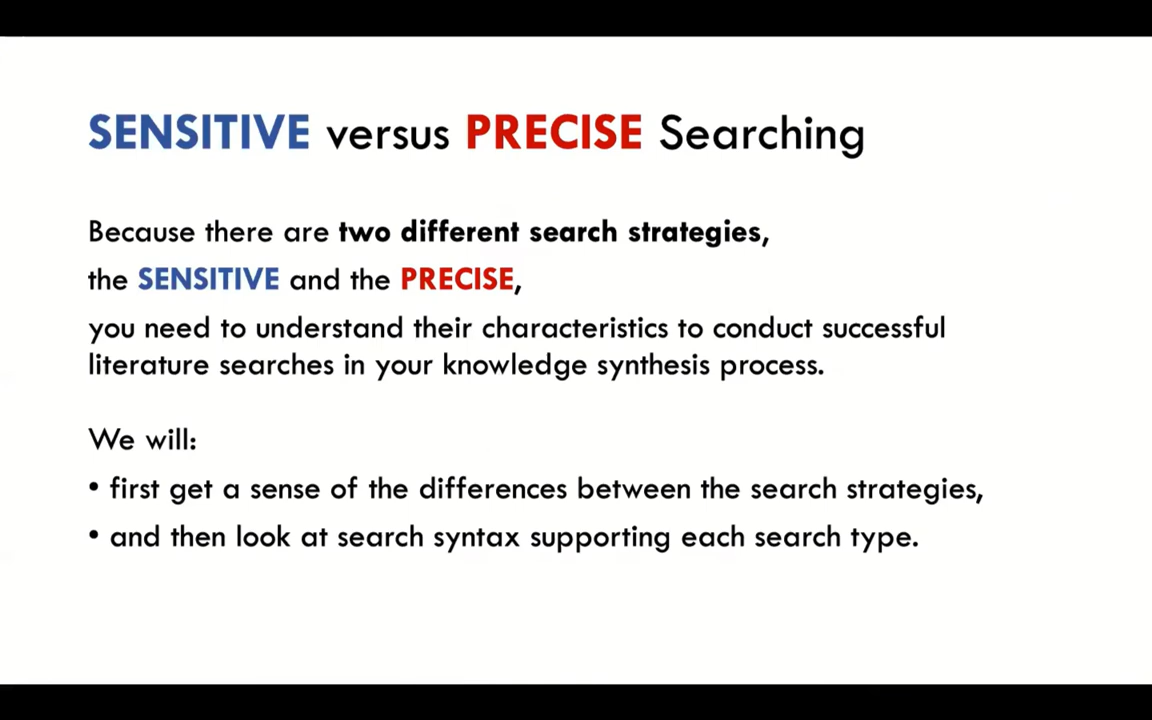 SENSITIVE versus PRECISE Searching
Because there are two different search strategies,
the SENSITIVE and the PRECISE,
you need to understand their characteristics to conduct successful
literature searches in your knowledge synthesis process.
We will:
• first get a sense of the differences between the search strategies,
• and then look at search syntax supporting each search type.